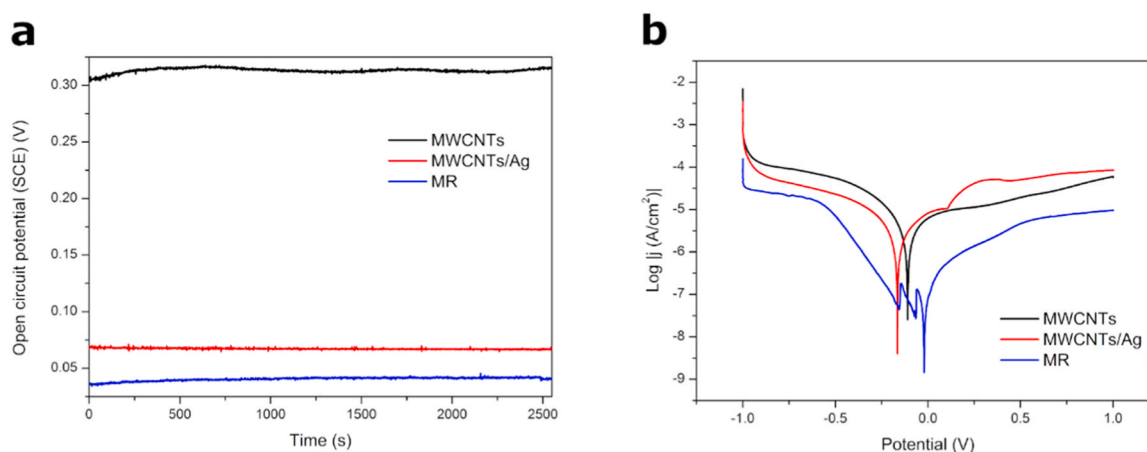 a
Open circuit potential (SCE) (V)
0.30
0.25
0.20
0.15
0.10
0.05
MWCNTs
MWCNTs/Ag
MR
0
500
1000
1500
2000
2500
Time (s)
b
Log |j (A/cm²)|
-2
-3
-4
-5
-6
-7
-8
-9
MWCNTs
MWCNTs/Ag
MR
-1.0
-0.5
0.0
0.5
1.0
Potential (V)